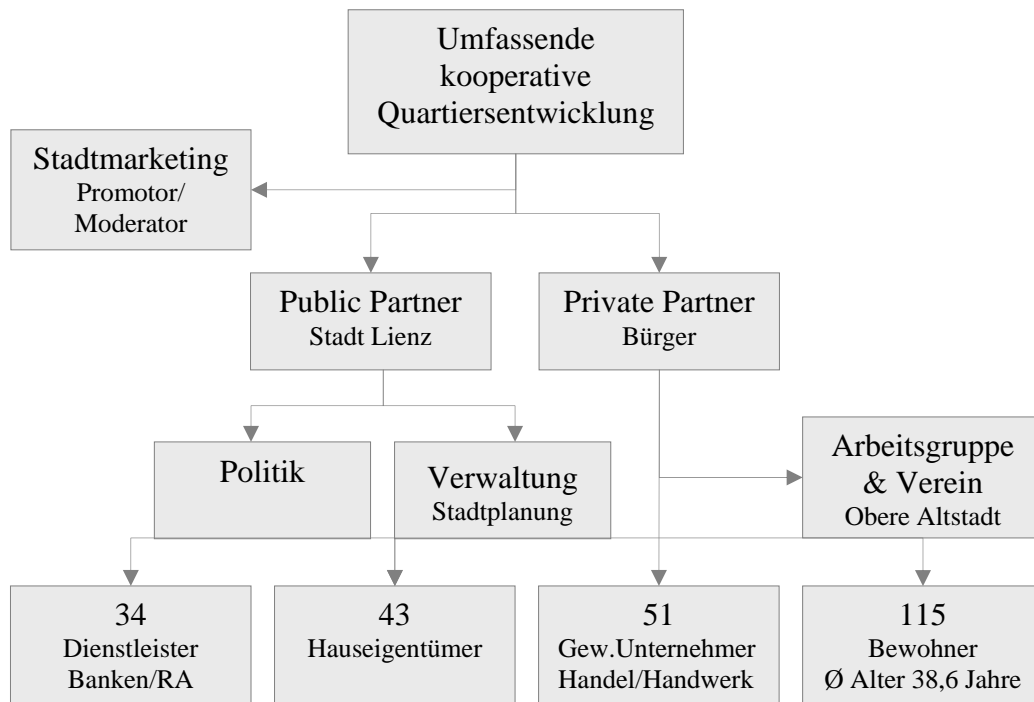 Umfassende
kooperative
Quartiersentwicklung
Stadtmarketing
Promotor/
Moderator
Public Partner
Stadt Lienz
Private Partner
Bürger
Politik
Verwaltung
Stadtplanung
Arbeitsgruppe
& Verein
Obere Altstadt
34
Dienstleister
Banken/RA
43
Hauseigentümer
51
Gew.Unternehmer
Handel/Handwerk
115
Bewohner
Ø Alter 38,6 Jahre